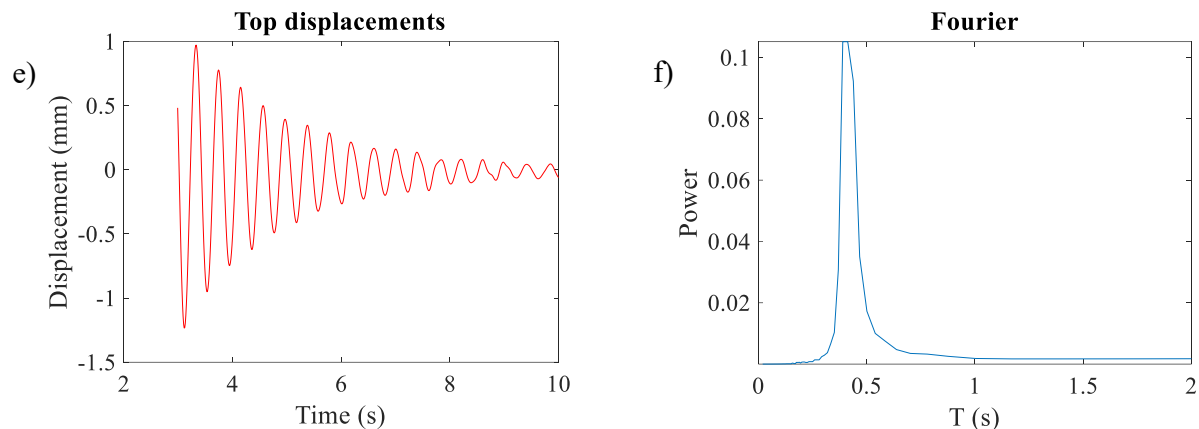 e)
Top displacements
Displacement (mm)
1
0.5
0
-0.5
-1
-1.5
2
4
6
8
10
Time (s)
f)
Fourier
Power
0.1
0.08
0.06
0.04
0.02
0
0.5
1
1.5
2
T (s)